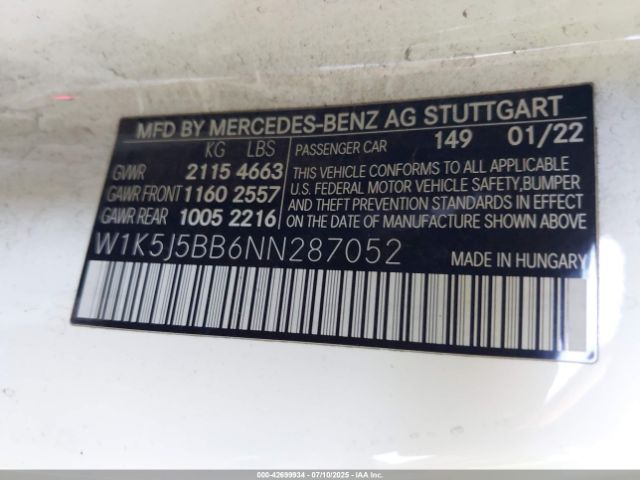 MFD BY MERCEDES-BENZ AG STUTTGART
KG LBS PASSENGER CAR 149 01/22
GVWR 2115 4663
GAWR FRONT 1160 2557
GAWR REAR 1005 2216
THIS VEHICLE CONFORMS TO ALL APPLICABLE
U.S. FEDERAL MOTOR VEHICLE SAFETY, BUMPER
AND THEFT PREVENTION STANDARDS IN EFFECT
ON THE DATE OF MANUFACTURE SHOWN ABOVE.
W1K5J5BB6NN287052 MADE IN HUNGARY
000-42699934 / 07/10/2025 / IAA Inc.